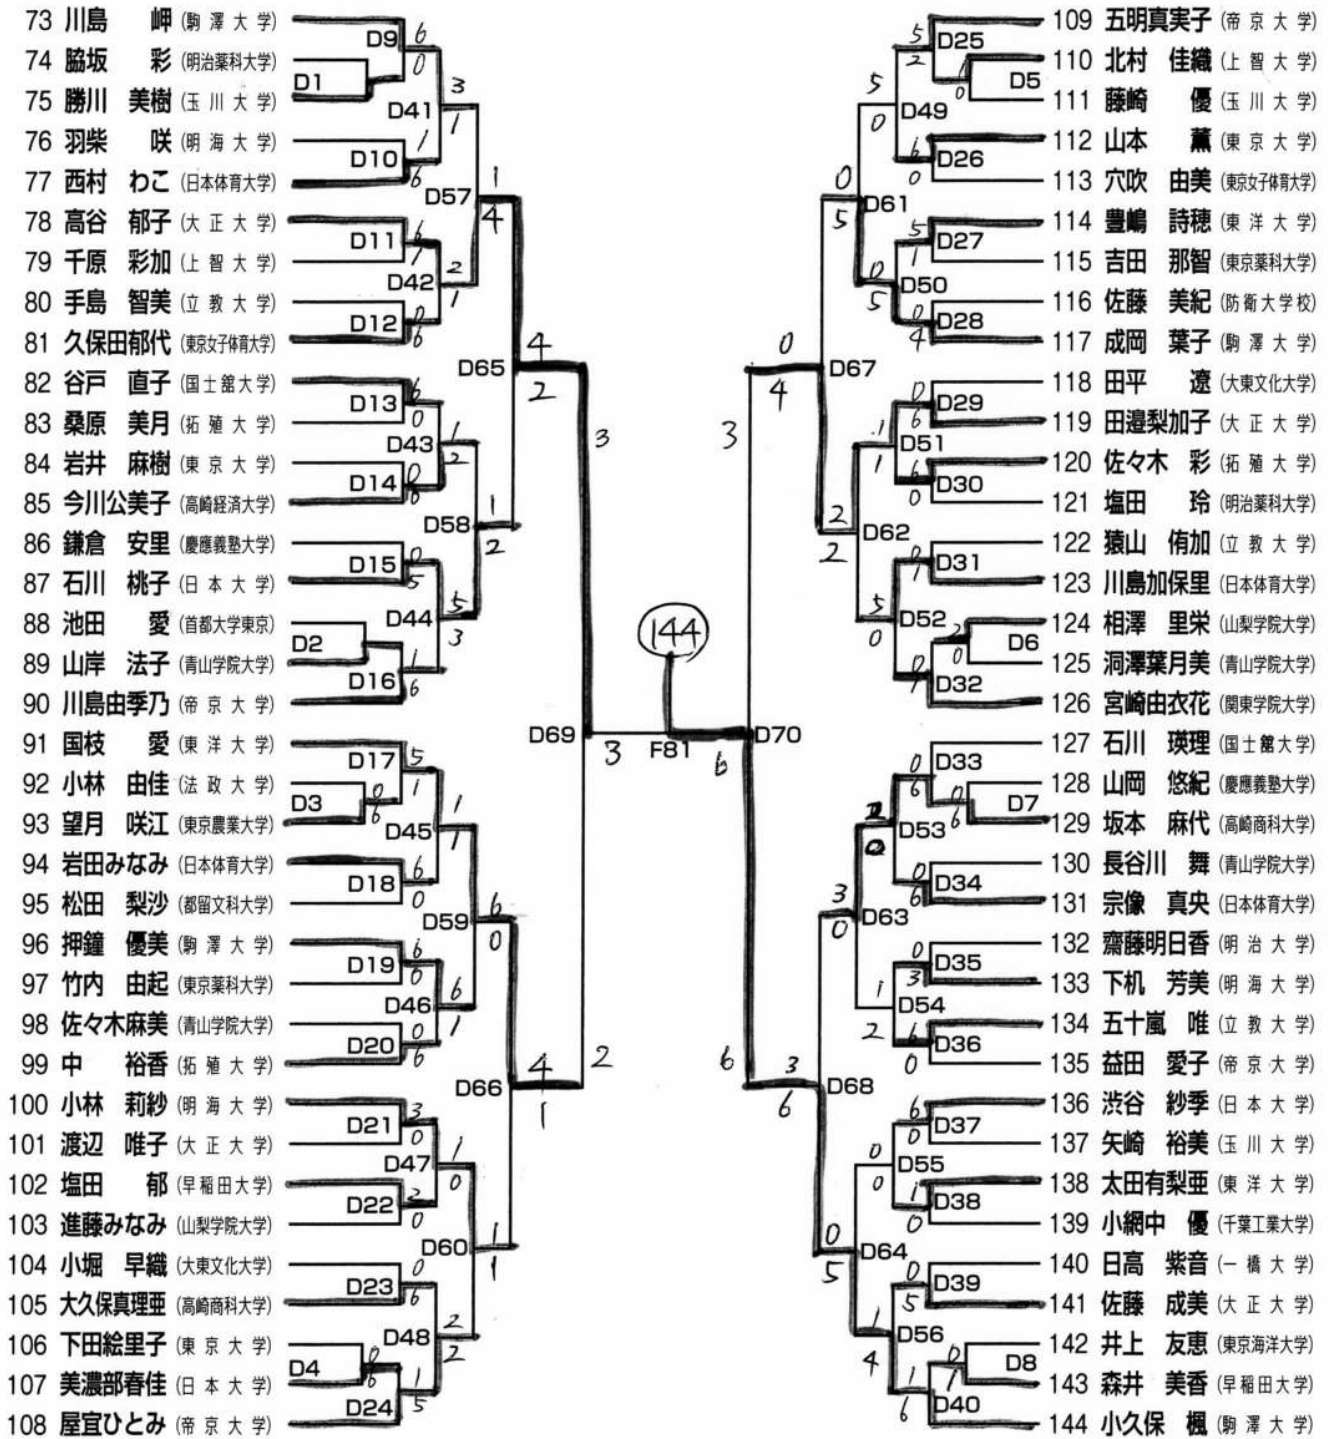 73 川島 岬 (駒澤大学)
74 脇坂 彩 (明治薬科大学)
75 勝川 美樹 (玉川大学)
76 羽柴 咲 (明海大学)
77 西村 わこ (日本体育大学)
78 高谷 郁子 (大正大学)
79 千原 彩加 (上智大学)
80 手島 智美 (立教大学)
81 久保田郁代 (東京女子体育大学)
82 谷戸 直子 (国士舘大学)
83 桑原 美月 (拓殖大学)
84 岩井 麻樹 (東京大学)
85 今川公美子 (高崎経済大学)
86 鎌倉 安里 (慶應義塾大学)
87 石川 桃子 (日本大学)
88 池田 愛 (首都大学東京)
89 山岸 法子 (青山学院大学)
90 川島由季乃 (帝京大学)
91 国枝 愛 (東洋大学)
92 小林 由佳 (法政大学)
93 望月 咲江 (東京農業大学)
94 岩田みなみ (日本体育大学)
95 松田 梨沙 (都留文科大学)
96 押鐘 優美 (駒澤大学)
97 竹内 由起 (東京薬科大学)
98 佐々木麻美 (青山学院大学)
99 中 裕香 (拓殖大学)
100 小林 莉紗 (明海大学)
101 渡辺 唯子 (大正大学)
102 塩田 郁 (早稲田大学)
103 進藤みなみ (山梨学院大学)
104 小堀 早織 (大東文化大学)
105 大久保真理亜 (高崎商科大学)
106 下田絵里子 (東京大学)
107 美濃部春佳 (日本大学)
108 屋宜ひとみ (帝京大学)
D1
D2
D3
D4
D9
D10
D11
D12
D13
D14
D15
D16
D17
D18
D19
D20
D21
D22
D23
D24
D41
D42
D43
D44
D45
D46
D47
D48
D57
D58
D59
D60
D65
D66
D69
144
F81
3
6
D70
D67
D68
D61
D62
D63
D64
D49
D50
D51
D52
D53
D54
D55
D56
D25
D26
D27
D28
D29
D30
D31
D32
D33
D34
D35
D36
D37
D38
D39
D40
D5
D6
D7
D8
109 五明真実子 (帝京大学)
110 北村 佳織 (上智大学)
111 藤崎 優 (玉川大学)
112 山本 薫 (東京大学)
113 穴吹 由美 (東京女子体育大学)
114 豊嶋 詩穂 (東洋大学)
115 吉田 那智 (東京薬科大学)
116 佐藤 美紀 (防衛大学校)
117 成岡 葉子 (駒澤大学)
118 田平 遼 (大東文化大学)
119 田邉梨加子 (大正大学)
120 佐々木 彩 (拓殖大学)
121 塩田 玲 (明治薬科大学)
122 猿山 侑加 (立教大学)
123 川島加保里 (日本体育大学)
124 相澤 里栄 (山梨学院大学)
125 洞澤葉月美 (青山学院大学)
126 宮崎由衣花 (関東学院大学)
127 石川 瑛理 (国士舘大学)
128 山岡 悠紀 (慶應義塾大学)
129 坂本 麻代 (高崎商科大学)
130 長谷川 舞 (青山学院大学)
131 宗像 真央 (日本体育大学)
132 齋藤明日香 (明治大学)
133 下机 芳美 (明海大学)
134 五十嵐 唯 (立教大学)
135 益田 愛子 (帝京大学)
136 渋谷 紗季 (日本大学)
137 矢崎 裕美 (玉川大学)
138 太田有梨亜 (東洋大学)
139 小網中 優 (千葉工業大学)
140 日高 紫音 (一橋大学)
141 佐藤 成美 (大正大学)
142 井上 友恵 (東京海洋大学)
143 森井 美香 (早稲田大学)
144 小久保 楓 (駒澤大学)